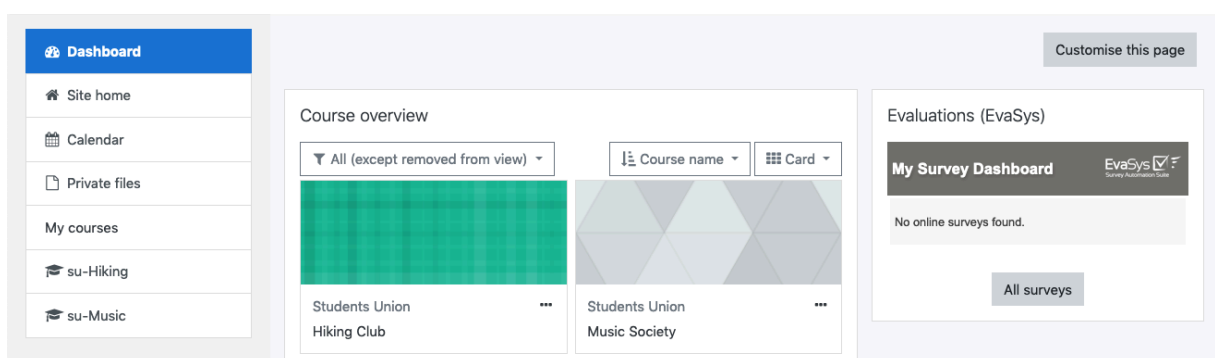 Dashboard
Site home
Calendar
Private files
My courses
su-Hiking
su-Music
Customise this page
Course overview
All (except removed from view)
Course name
Card
Students Union
Hiking Club
Students Union
Music Society
Evaluations (EvaSys)
My Survey Dashboard
EvaSys
Survey Automation Suite
No online surveys found.
All surveys